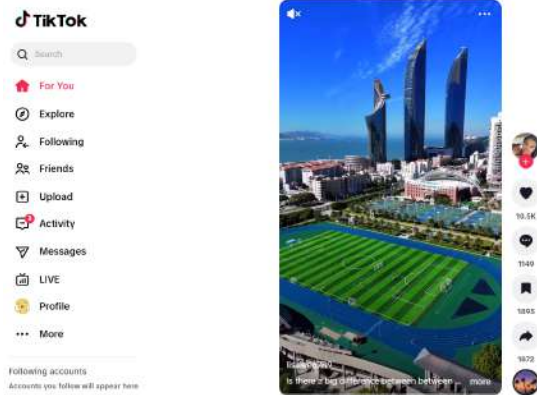 TikTok
Search
For You
Explore
Following
Friends
Upload
Activity
Messages
LIVE
Profile
More
Following accounts
Accounts you follow will appear here
Is there a big difference between between ... more
10.5K
1140
1895
1872